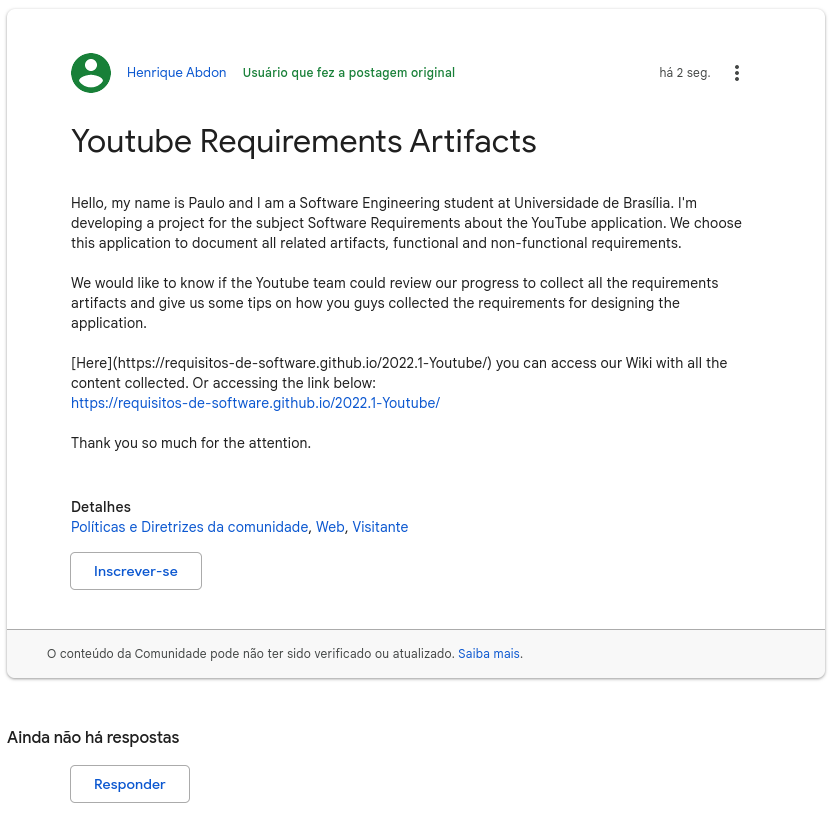 Henrique Abdon Usuário que fez a postagem original há 2 seg.
Youtube Requirements Artifacts
Hello, my name is Paulo and I am a Software Engineering student at Universidade de Brasília. I'm
developing a project for the subject Software Requirements about the YouTube application. We choose
this application to document all related artifacts, functional and non-functional requirements.
We would like to know if the Youtube team could review our progress to collect all the requirements
artifacts and give us some tips on how you guys collected the requirements for designing the
application.
[Here](https://requisitos-de-software.github.io/2022.1-Youtube/) you can access our Wiki with all the
content collected. Or accessing the link below:
https://requisitos-de-software.github.io/2022.1-Youtube/
Thank you so much for the attention.
Detalhes
Políticas e Diretrizes da comunidade, Web, Visitante
Inscrever-se
O conteúdo da Comunidade pode não ter sido verificado ou atualizado. Saiba mais.
Ainda não há respostas
Responder